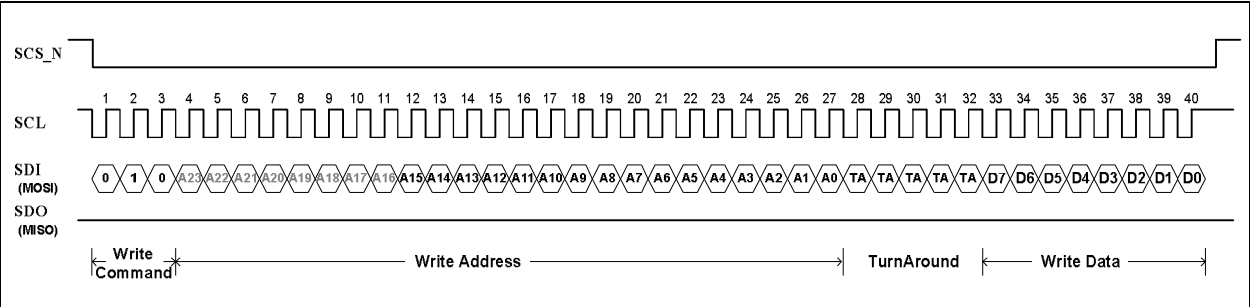 SCS_N
1 2 3 4 5 6 7 8 9 10 11 12 13 14 15 16 17 18 19 20 21 22 23 24 25 26 27 28 29 30 31 32 33 34 35 36 37 38 39 40
SCL
SDI 0 1 0 A23 A22 A21 A20 A19 A18 A17 A16 A15 A14 A13 A12 A11 A10 A9 A8 A7 A6 A5 A4 A3 A2 A1 A0 TA TA TA TA TA D7 D6 D5 D4 D3 D2 D1 D0
(MOSI)
SDO
(MISO)
Write Command Write Address TurnAround Write Data